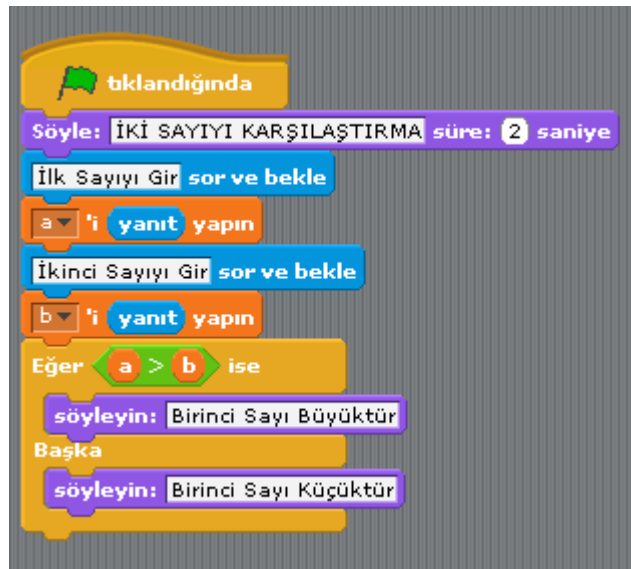 tıklandığında
Söyle: İKİ SAYIYI KARŞILAŞTIRMA süre: 2 saniye
İlk Sayıyı Gir sor ve bekle
a 'i yanıt yapın
İkinci Sayıyı Gir sor ve bekle
b 'i yanıt yapın
Eğer a > b ise
söyleyin: Birinci Sayı Büyüktür
Başka
söyleyin: Birinci Sayı Küçüktür